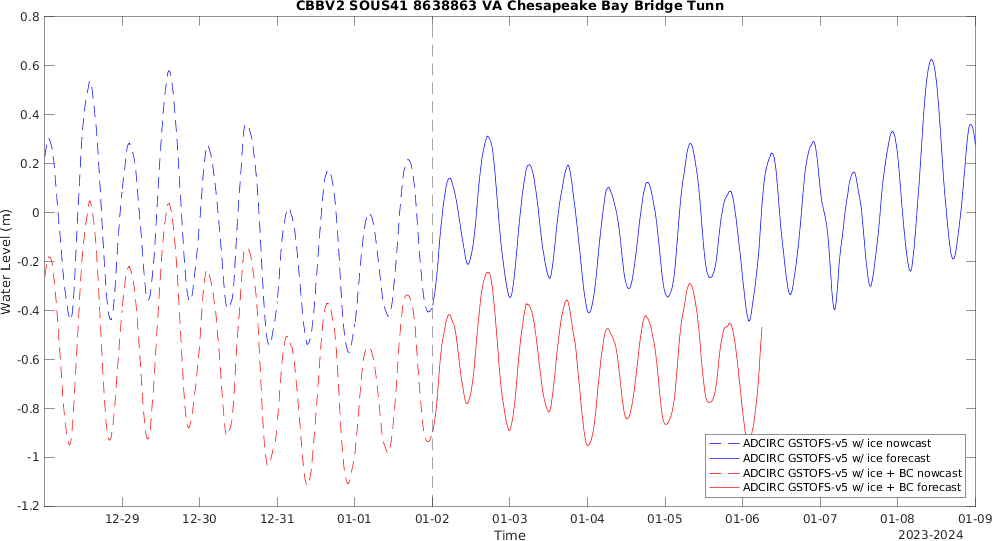 CBBV2 SOUS41 8638863 VA Chesapeake Bay Bridge Tunn
Water Level (m)
0.8
0.6
0.4
0.2
0
-0.2
-0.4
-0.6
-0.8
-1
-1.2
ADCIRC GSTOFS-v5 w/ ice nowcast
ADCIRC GSTOFS-v5 w/ ice forecast
ADCIRC GSTOFS-v5 w/ ice + BC nowcast
ADCIRC GSTOFS-v5 w/ ice + BC forecast
12-29 12-30 12-31 01-01 01-02 01-03 01-04 01-05 01-06 01-07 01-08 01-09
Time
2023-2024